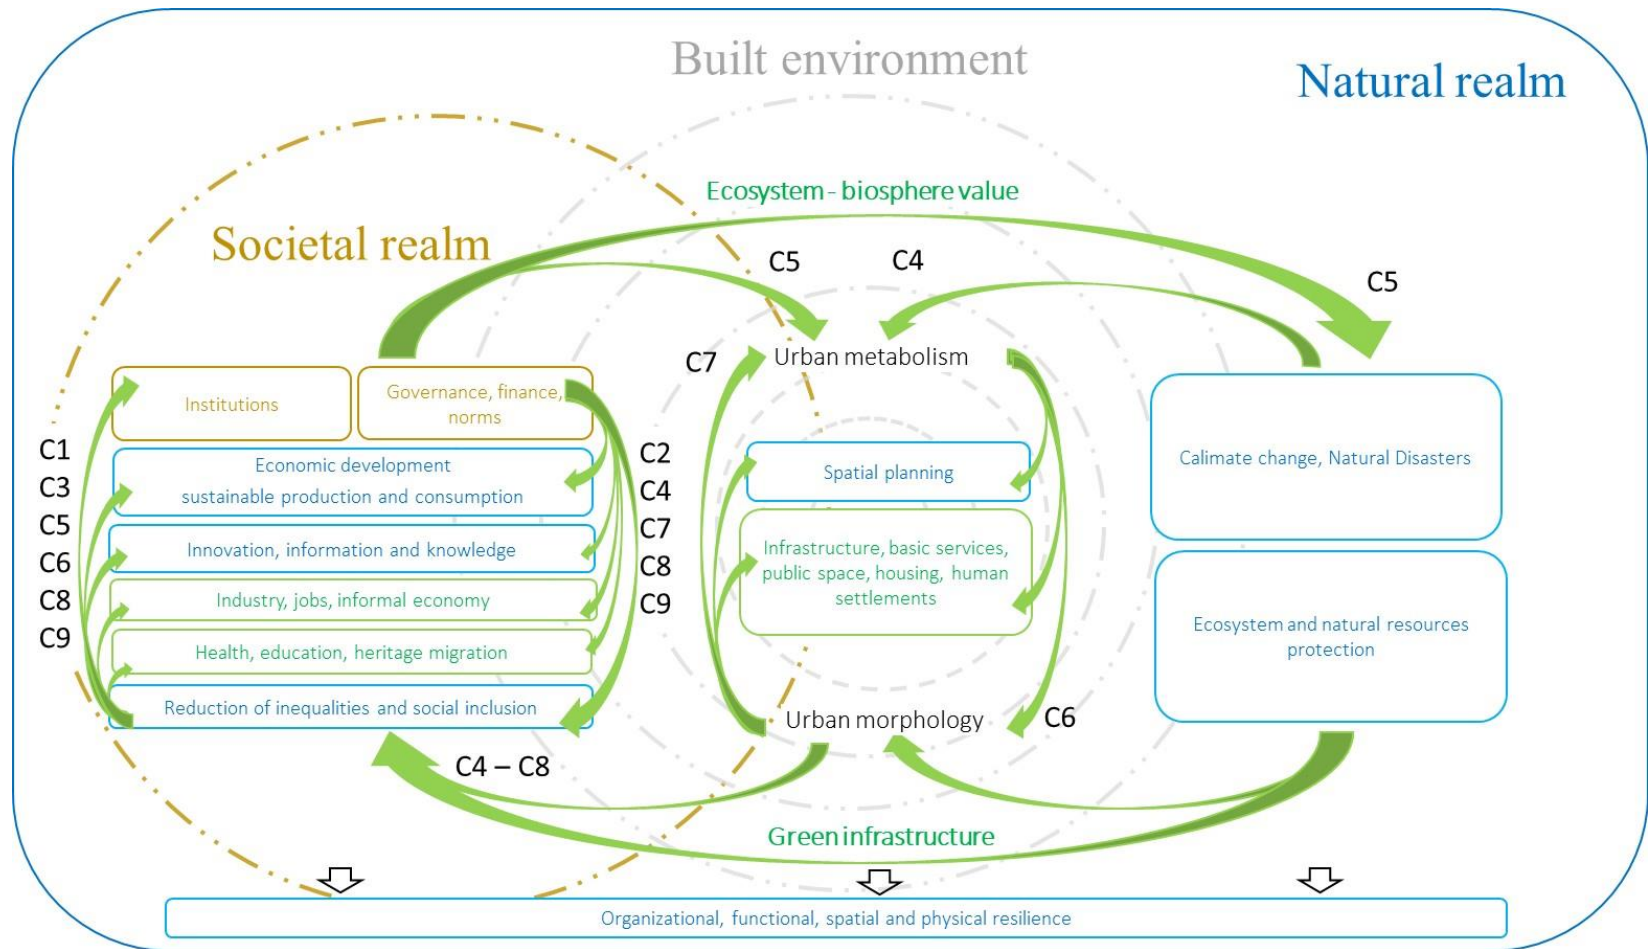 Built environment
Natural realm
Ecosystem - biosphere value
Societal realm
C5
C4
C5
C7
Urban metabolism
Institutions
Governance, finance,
norms
C1
C3
C5
C6
C8
C9
Economic development
sustainable production and consumption
Innovation, information and knowledge
Industry, jobs, informal economy
Health, education, heritage migration
Reduction of inequalities and social inclusion
C2
C4
C7
C8
C9
Spatial planning
Infrastructure, basic services,
public space, housing, human
settlements
Urban morphology
C6
Calimate change, Natural Disasters
Ecosystem and natural resources
protection
C4 – C8
Green infrastructure
Organizational, functional, spatial and physical resilience